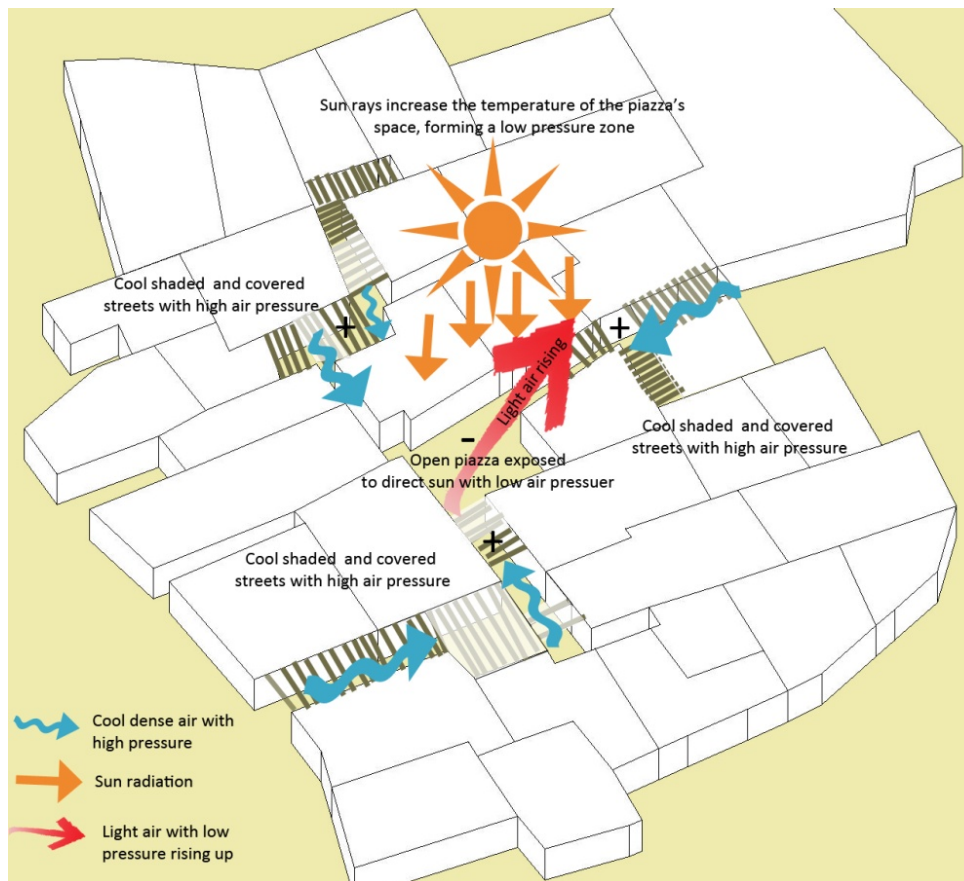 Sun rays increase the temperature of the piazza's
space, forming a low pressure zone
Cool shaded and covered
streets with high air pressure
+
+
Light air rising
-
Cool shaded and covered
streets with high air pressure
Open piazza exposed
to direct sun with low air pressuer
+
Cool shaded and covered
streets with high air pressure
Cool dense air with
high pressure
Sun radiation
Light air with low
pressure rising up